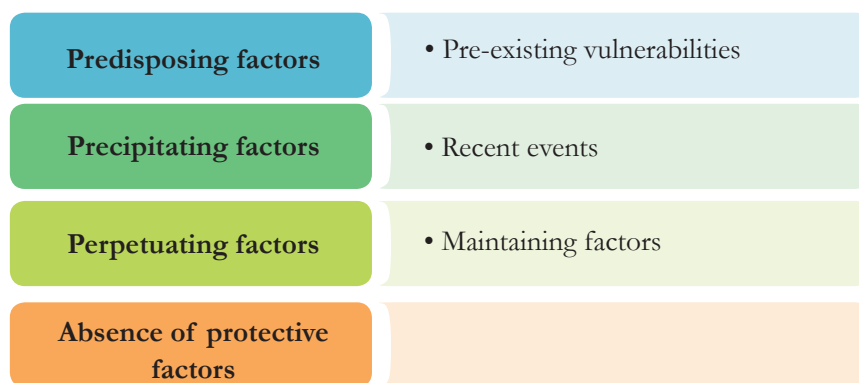 Predisposing factors
• Pre-existing vulnerabilities
Precipitating factors
• Recent events
Perpetuating factors
• Maintaining factors
Absence of protective
factors